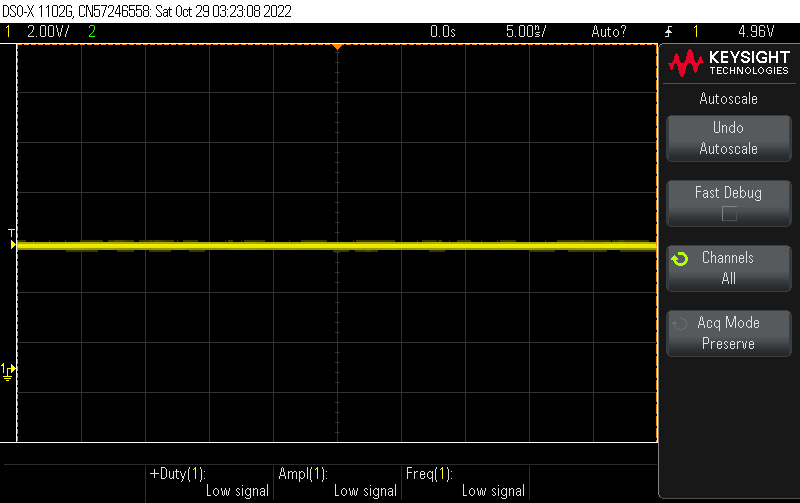 DSO-X 1102G, CN57246558: Sat Oct 29 03:23:08 2022
1 2.00V/ 2 0.0s 5.00ms/ Auto? 1 4.96V
KEYSIGHT
TECHNOLOGIES
Autoscale
Undo
Autoscale
Fast Debug
T
Channels
All
Acq Mode
Preserve
1
+Duty(1): Ampl(1): Freq(1):
Low signal Low signal Low signal